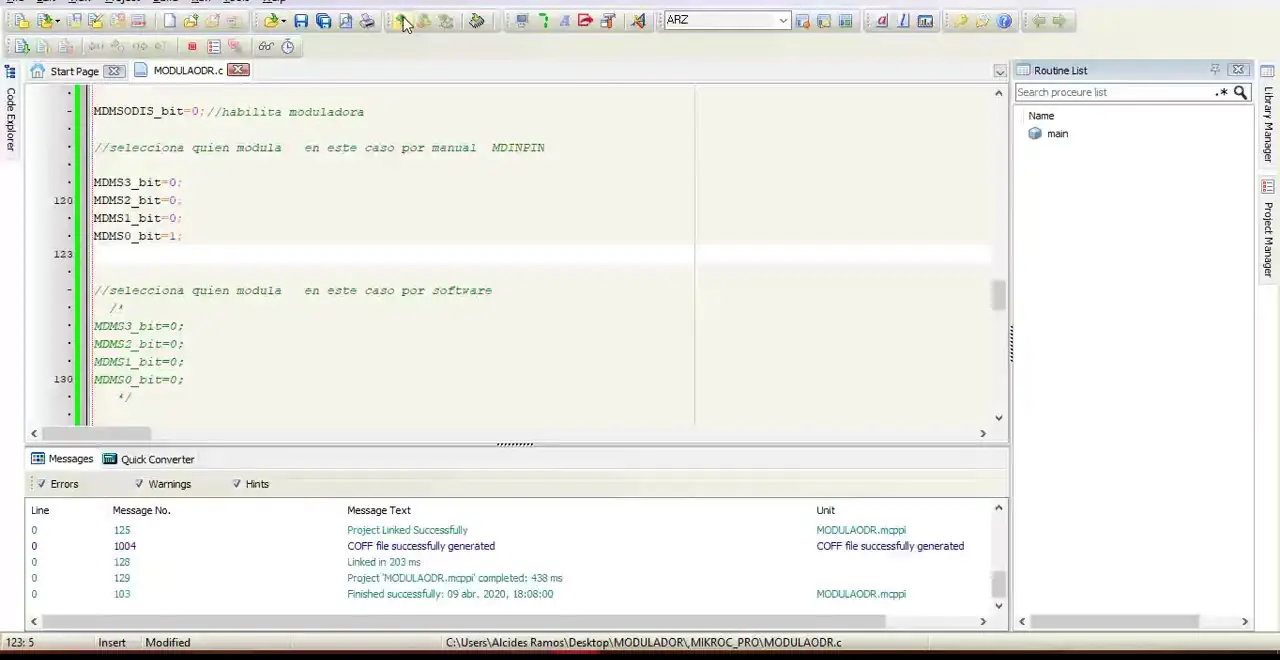 ARZ
Start Page
MODULAODR.c
Routine List
Code Explorer
MDMSODIS_bit=0;//habilita moduladora
//selecciona quien modula en este caso por manual MDINPIN
MDMS3_bit=0;
120 MDMS2_bit=0;
MDMS1_bit=0;
MDMS0_bit=1;
123
//selecciona quien modula en este caso por software
/*
MDMS3_bit=0;
MDMS2_bit=0;
MDMS1_bit=0;
130 MDMS0_bit=0;
*/
Search proceure list
.*
Name
main
Library Manager
Project Manager
Messages
Quick Converter
Errors
Warnings
Hints
Line Message No. Message Text Unit
0 125 Project Linked Successfully MODULAODR.mcppi
0 1004 COFF file successfully generated COFF file successfully generated
0 128 Linked in 203 ms
0 129 Project 'MODULAODR.mcppi' completed: 438 ms
0 103 Finished successfully: 09 abr. 2020, 18:08:00 MODULAODR.mcppi
123: 5 Insert Modified C:\Users\Alcides Ramos\Desktop\MODULADOR\,MIKROC_PRO\MODULAODR.c